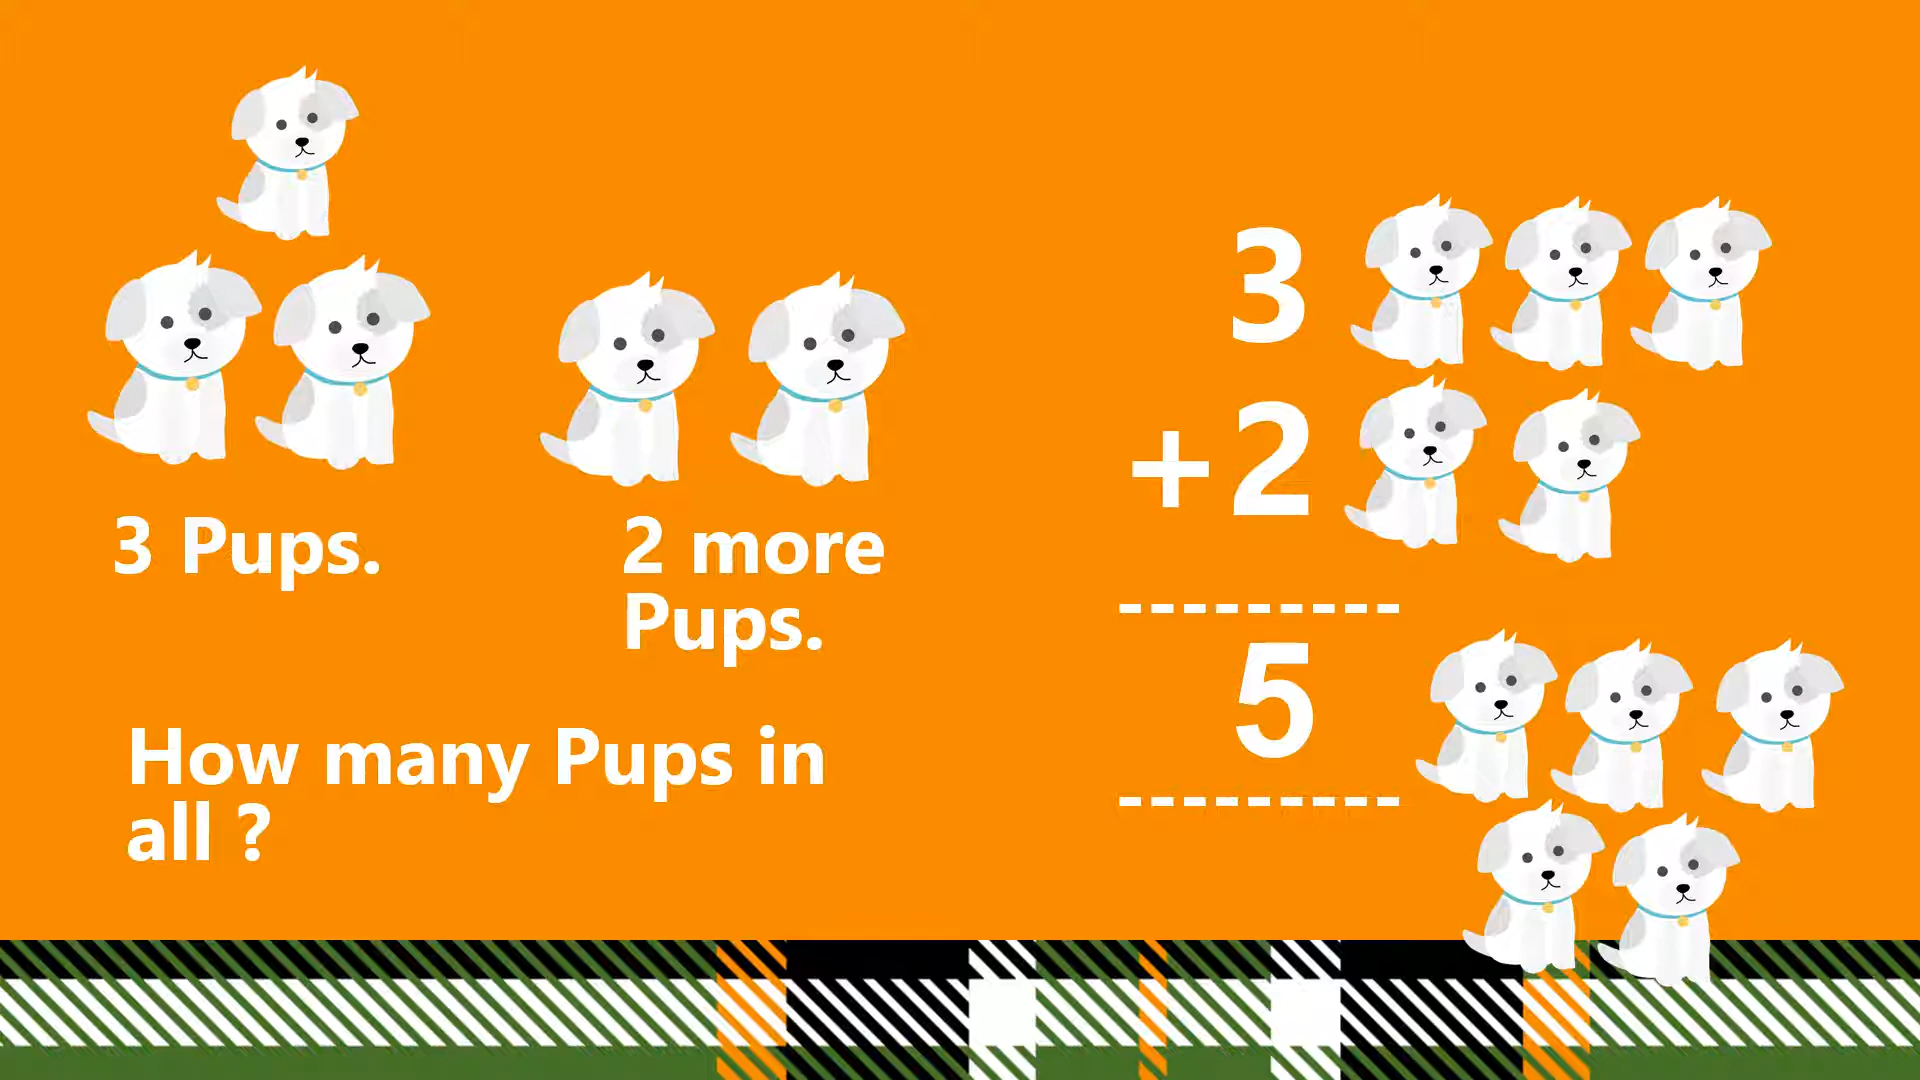 3 Pups.
2 more
Pups.
How many Pups in
all ?
3
+2
---------
5
---------